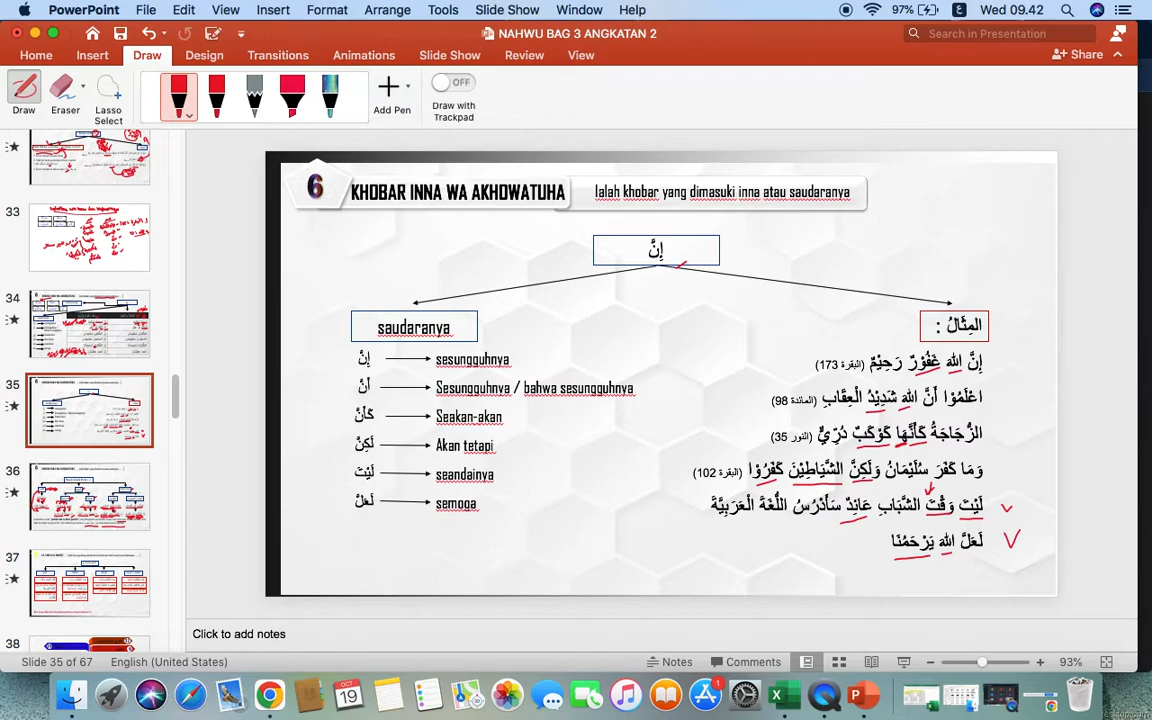 PowerPoint File Edit View Insert Format Arrange Tools Slide Show Window Help 97% Wed 09.42
NAHWU BAG 3 ANGKATAN 2
Search in Presentation
Home Insert Draw Design Transitions Animations Slide Show Review View Share
OFF
Draw Eraser Lasso Select Add Pen Draw with Trackpad
33
34
35
36
37
38
6 KHOBAR INNA WA AKHOWATUHA Ialah khobar yang dimasuki inna atau saudaranya
إِنَّ
saudaranya
المِثَالُ :
إِنَّ sesungguhnya
أَنَّ Sesungguhnya / bahwa sesungguhnya
كَأَنَّ Seakan-akan
لَكِنَّ Akan tetapi
لَيْتَ seandainya
لَعَلَّ semoga
إِنَّ اللهَ غَفُوْرٌ رَحِيْمٌ (البقرة 173)
اعْلَمُوْا أَنَّ اللهَ شَدِيْدُ الْعِقَابِ (المائدة 98)
الزُّجَاجَةُ كَأَنَّهَا كَوْكَبٌ دُرِّيٌّ (النور 35)
وَمَا كَفَرَ سُلَيْمَانُ وَلَكِنَّ الشَّيَاطِيْنَ كَفَرُوْا (البقرة 102)
لَيْتَ وَقْتَ الشَّبَابِ عَانِدٌ سَأَدْرُسُ اللُّغَةَ الْعَرَبِيَّةَ
لَعَلَّ اللهَ يَرْحَمُنَا
Click to add notes
Slide 35 of 67 English (United States) Notes Comments 93%
OCT
19
1